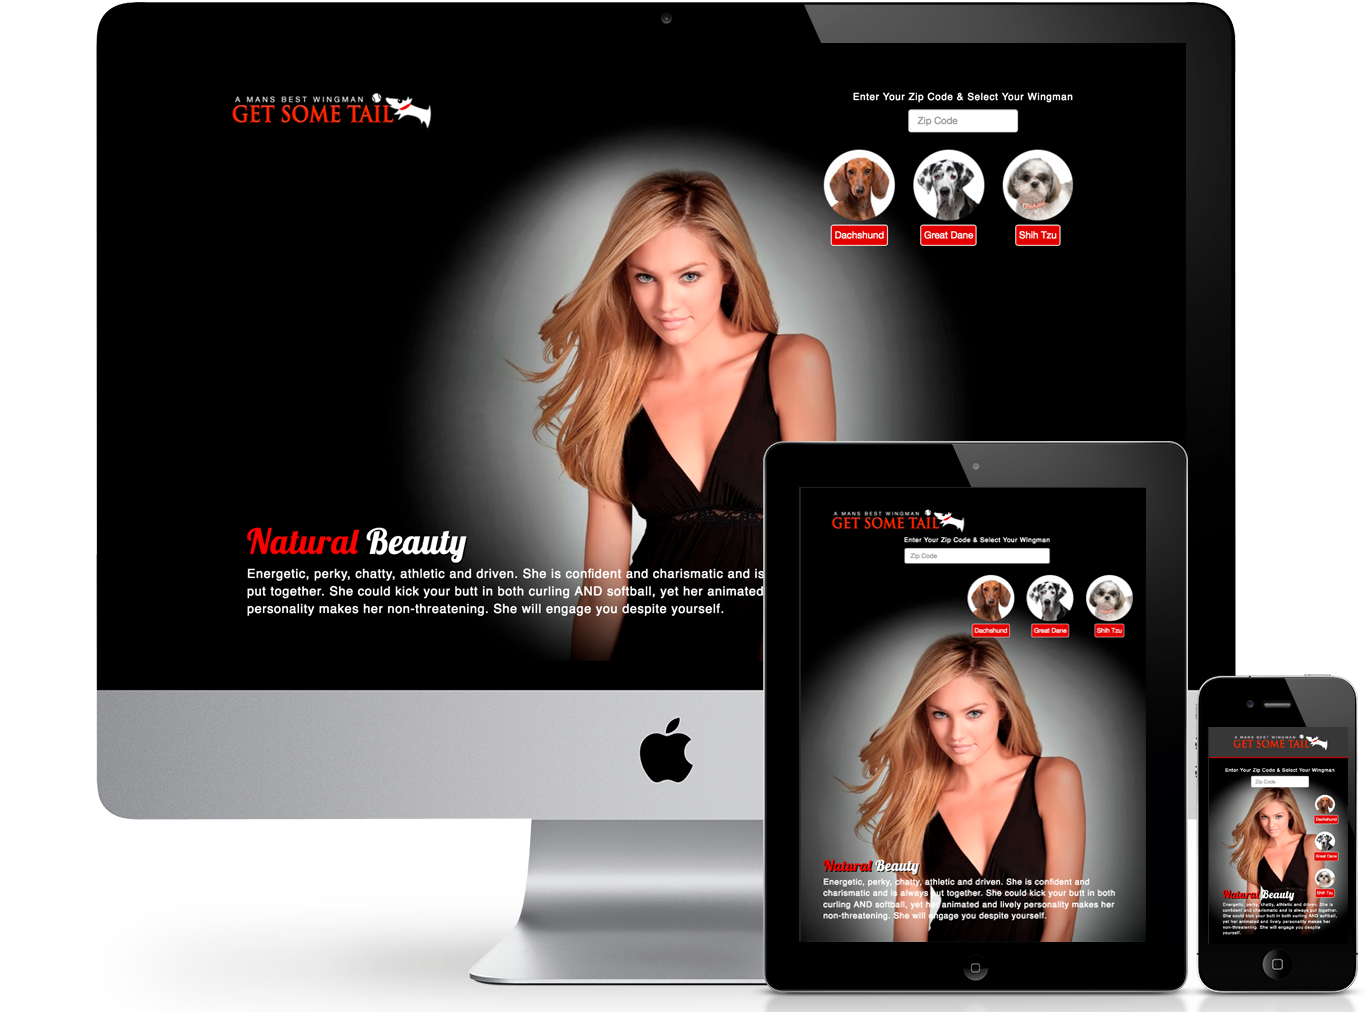 A MANS BEST WINGMAN
GET SOME TAIL
Enter Your Zip Code & Select Your Wingman
Zip Code
Dachshund
Great Dane
Shih Tzu
Natural Beauty
Energetic, perky, chatty, athletic and driven. She is confident and charismatic and is
put together. She could kick your butt in both curling AND softball, yet her animated
personality makes her non-threatening. She will engage you despite yourself.
A MANS BEST WINGMAN
GET SOME TAIL
Enter Your Zip Code & Select Your Wingman
Zip Code
Dachshund
Great Dane
Shih Tzu
Natural Beauty
Energetic, perky, chatty, athletic and driven. She is confident and
charismatic and is always put together. She could kick your butt in both
curling AND softball, yet her animated and lively personality makes her
non-threatening. She will engage you despite yourself.
A MANS BEST WINGMAN
GET SOME TAIL
Enter Your Zip Code & Select Your Wingman
Zip Code
Dachshund
Great Dane
Shih Tzu
Natural Beauty
Energetic, perky, chatty, athletic and driven. She is
confident and charismatic and is always put together.
She could kick your butt in both curling AND softball,
yet her animated and lively personality makes her
non-threatening. She will engage you despite
yourself.